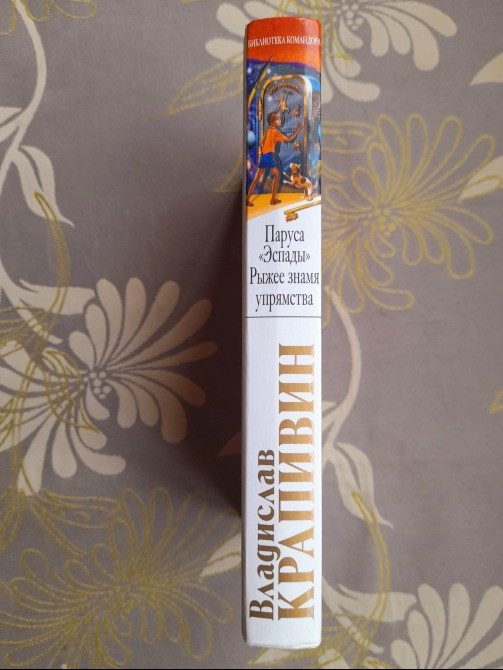 БИБЛИОТЕКА КОМАНДОРА
Паруса
«Эспады»
Рыжее знамя
упрямства
Владислав
КРАПИВИН